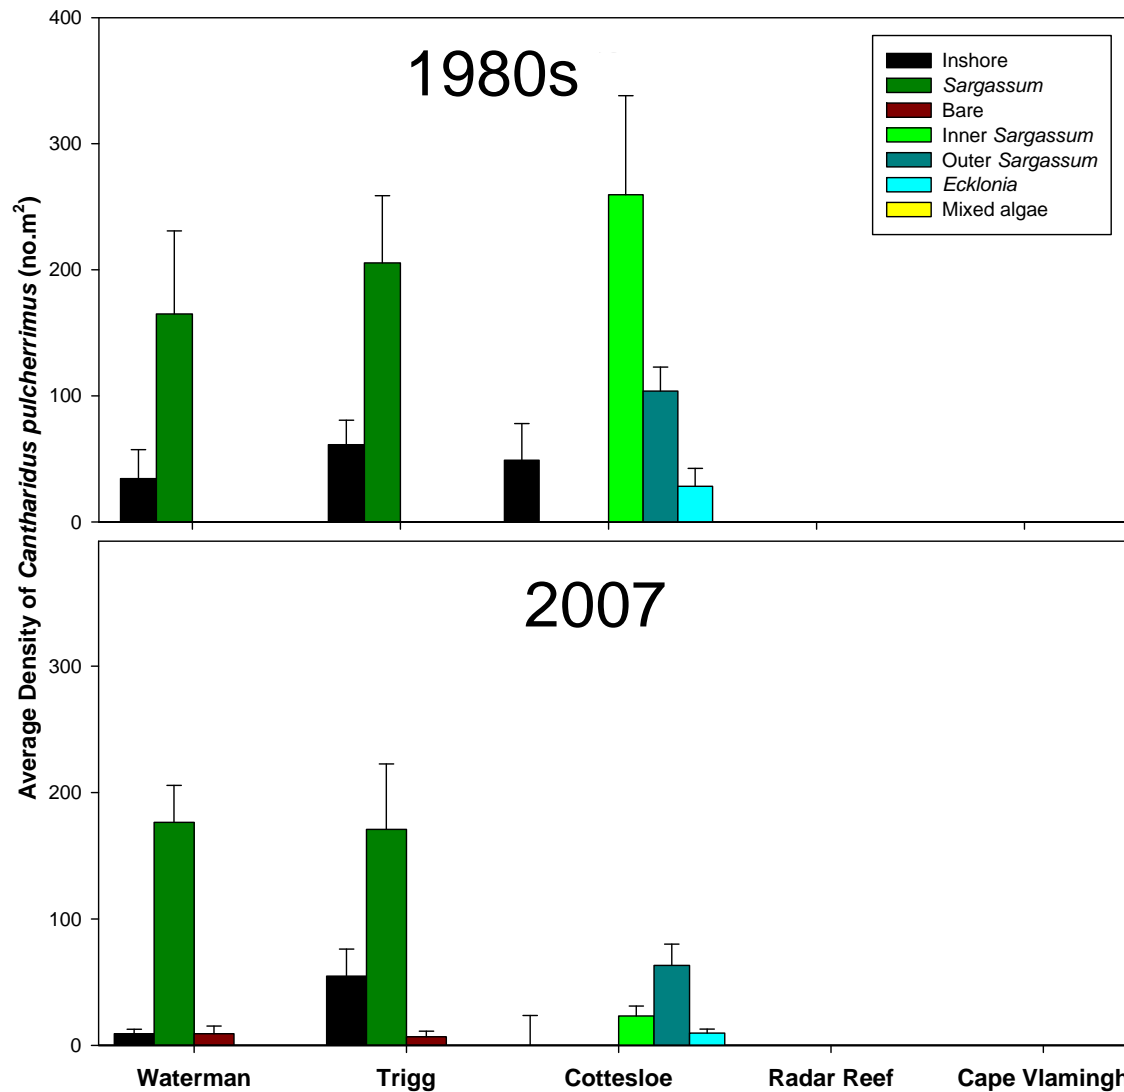 400
300
200
100
0
1980s
Inshore
Sargassum
Bare
Inner Sargassum
Outer Sargassum
Ecklonia
Mixed algae
Average Density of Cantharidus pulcherrimus (no.m²)
300
200
100
0
2007
Waterman Trigg Cottesloe Radar Reef Cape Vlamingh